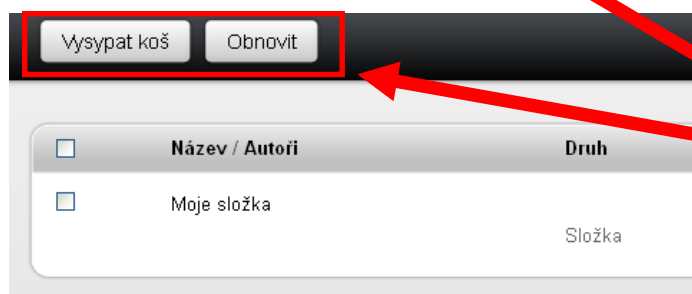 Vysypat koš Obnovit
Název / Autoři Druh
Moje složka
Složka